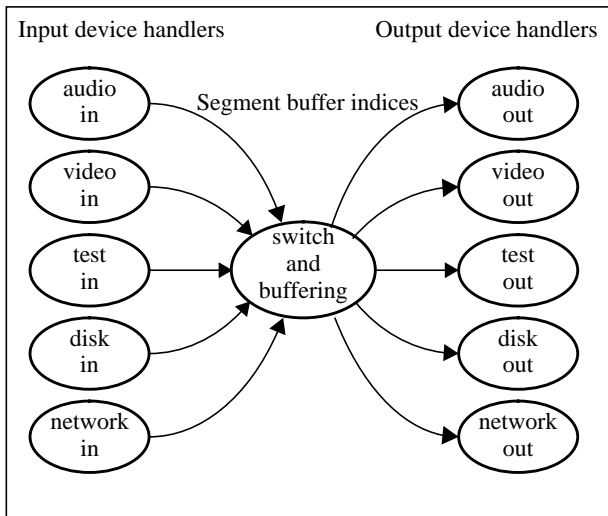 Input device handlers
Output device handlers
audio
in
Segment buffer indices
audio
out
video
in
video
out
switch
and
buffering
test
in
test
out
disk
in
disk
out
network
in
network
out